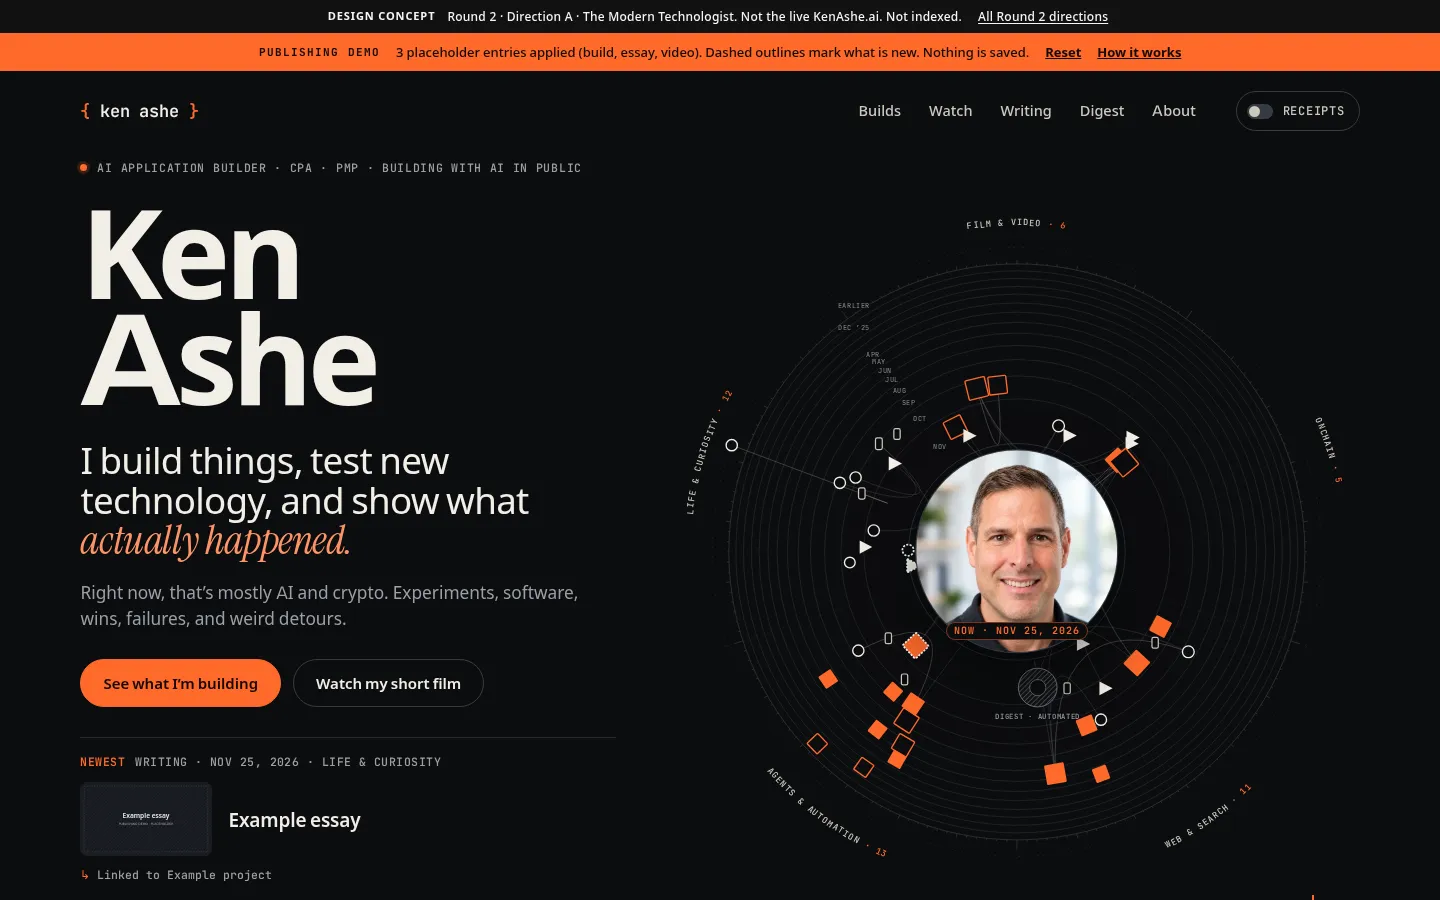 DESIGN CONCEPT Round 2 · Direction A · The Modern Technologist. Not the live KenAshe.ai. Not indexed. All Round 2 directions
PUBLISHING DEMO 3 placeholder entries applied (build, essay, video). Dashed outlines mark what is new. Nothing is saved. Reset How it works
{ ken ashe }
Builds Watch Writing Digest About RECEIPTS
AI APPLICATION BUILDER · CPA · PMP · BUILDING WITH AI IN PUBLIC
Ken
Ashe
I build things, test new
technology, and show what
actually happened.
Right now, that’s mostly AI and crypto. Experiments, software,
wins, failures, and weird detours.
See what I’m building
Watch my short film
NEWEST WRITING · NOV 25, 2026 · LIFE & CURIOSITY
Example essay
Example essay
↳ Linked to Example project
FILM & VIDEO · 6
EARLIER
DEC '25
APR
MAY
JUN
JUL
AUG
SEP
OCT
NOV
LIFE & CURIOSITY · 12
ONCHAIN · 5
NOW · NOV 25, 2026
DIGEST · AUTOMATED
AGENTS & AUTOMATION · 13
WEB & SEARCH · 11